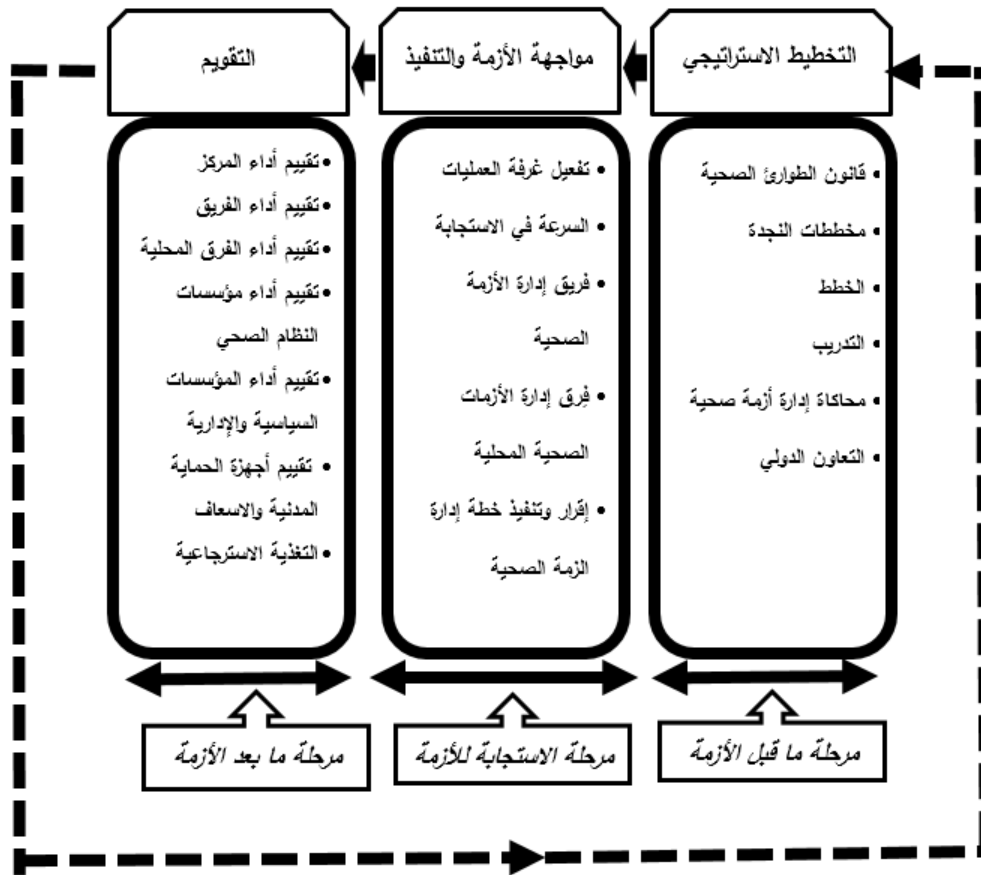 التخطيط الاستراتيجي
مواجهة الأزمة والتنفيذ
التقويم
• قانون الطوارئ الصحية
• مخططات النجدة
• الخطط
• التدريب
• محاكاة إدارة أزمة صحية
• التعاون الدولي
• تفعيل غرفة العمليات
• السرعة في الاستجابة
• فريق إدارة الأزمة
الصحية
• فِرق إدارة الأزمات
الصحية المحلية
• إقرار وتنفيذ خطة إدارة
الزمة الصحية
• تقييم أداء المركز
• تقييم أداء الفريق
• تقييم أداء الفرق المحلية
• تقييم أداء مؤسسات
النظام الصحي
• تقييم أداء المؤسسات
السياسية والإدارية
• تقييم أجهزة الحماية
المدنية والاسعاف
• التغذية الاسترجاعية
مرحلة ما قبل الأزمة
مرحلة الاستجابة للأزمة
مرحلة ما بعد الأزمة